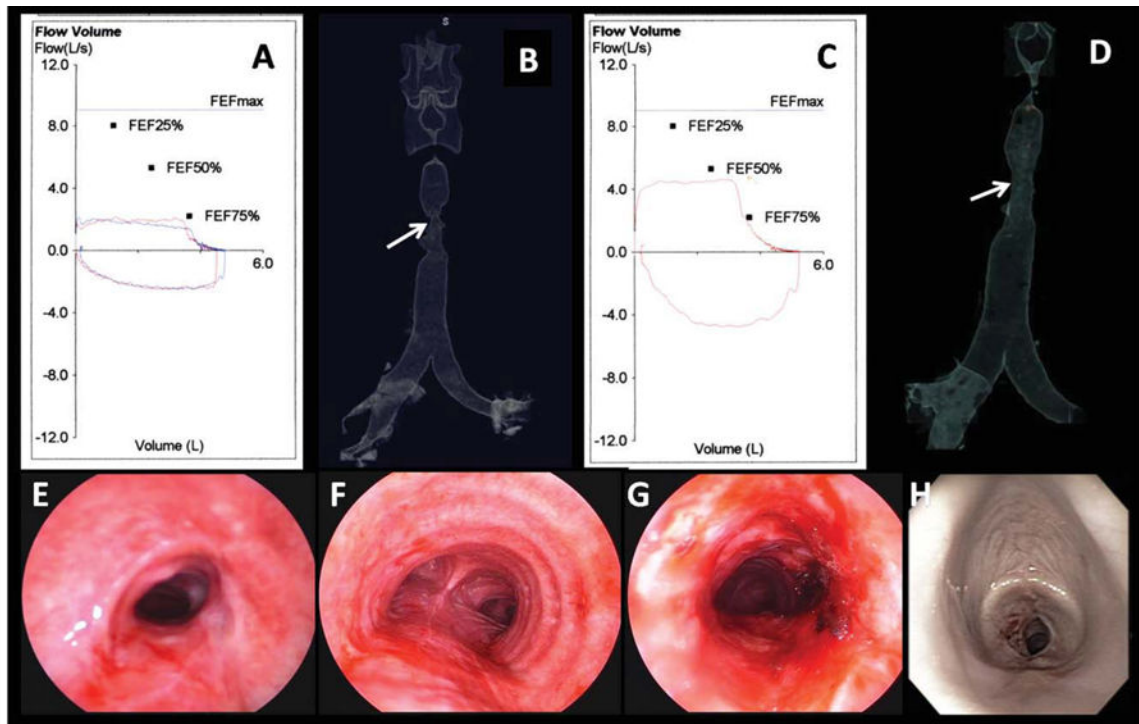 Flow Volume
Flow(L/s)
A
12.0
FEFmax
8.0
FEF25%
FEF50%
4.0
FEF75%
0.0
6.0
-4.0
-8.0
-12.0
Volume (L)
s
B
Flow Volume
Flow(L/s)
C
12.0
FEFmax
8.0
FEF25%
FEF50%
4.0
FEF75%
0.0
6.0
-4.0
-8.0
-12.0
Volume (L)
D
E
F
G
H